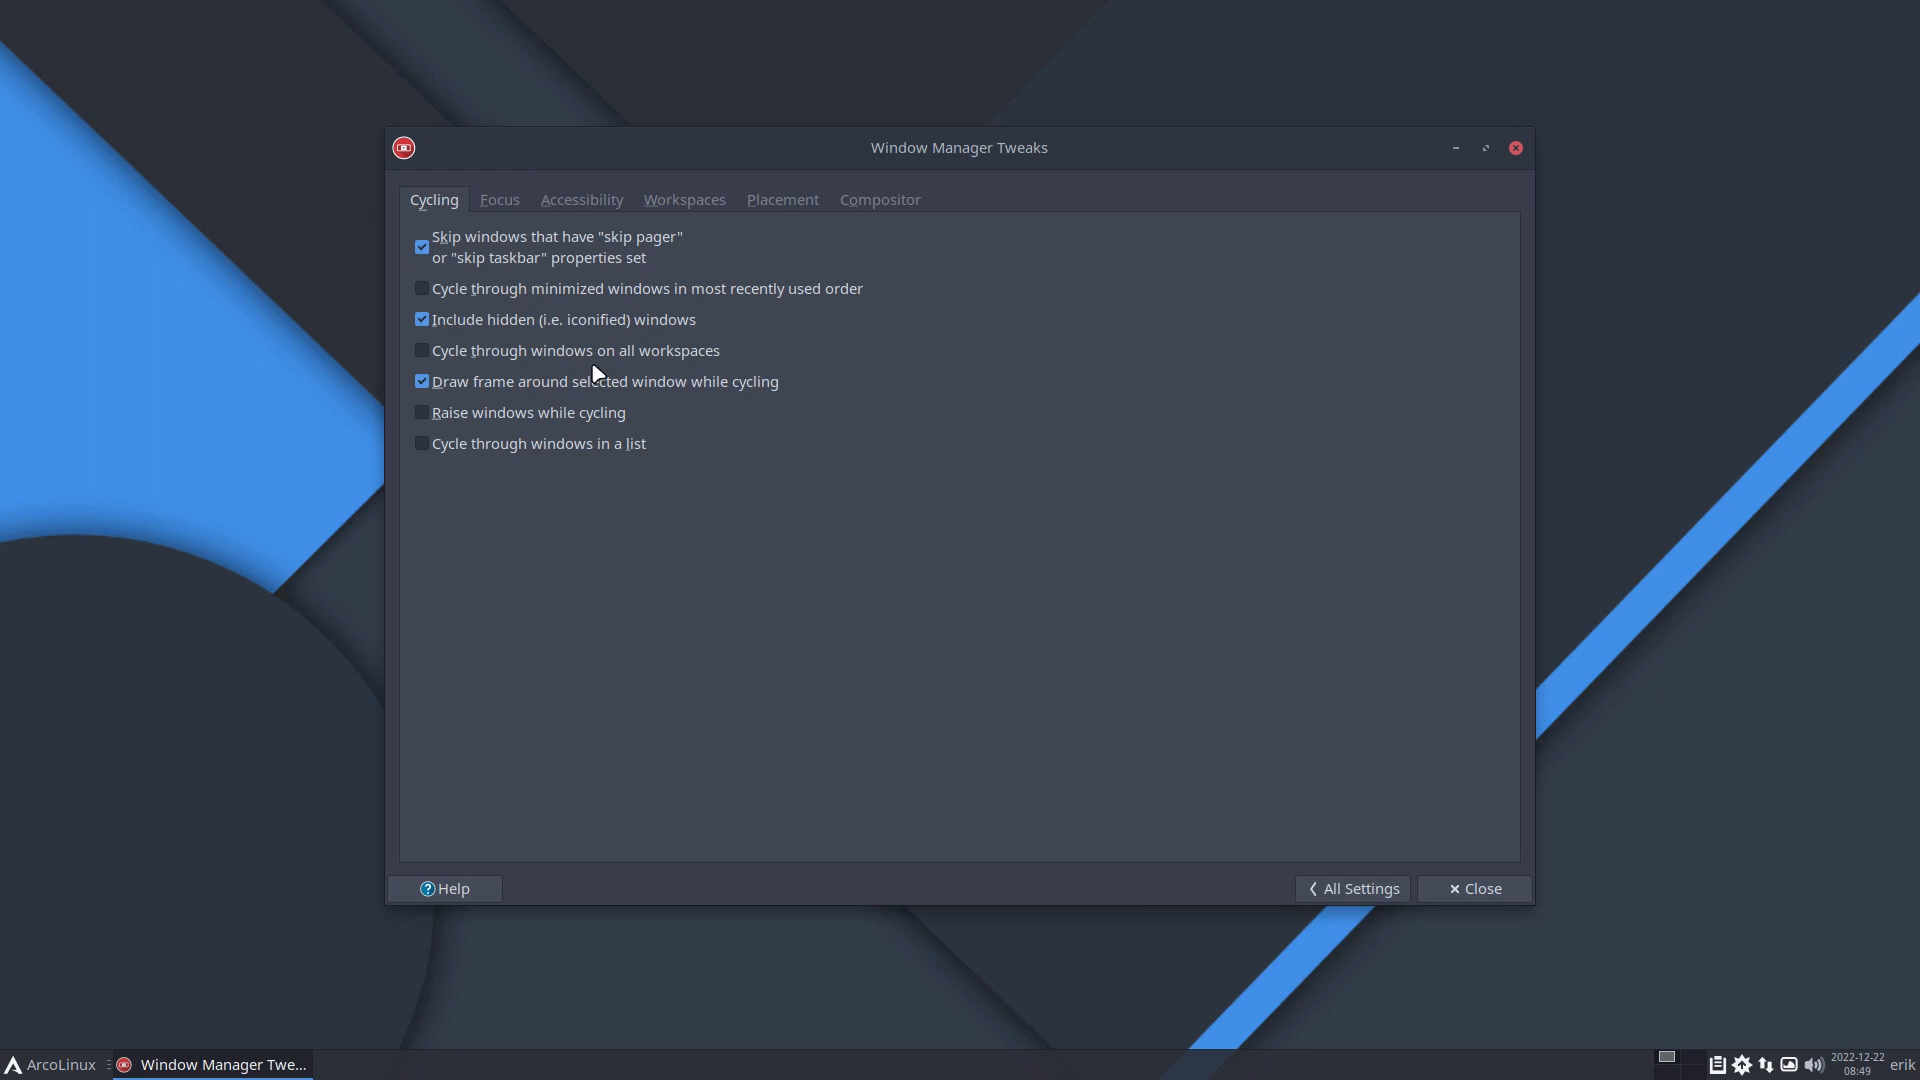 Window Manager Tweaks
Cycling Focus Accessibility Workspaces Placement Compositor
Skip windows that have "skip pager"
or "skip taskbar" properties set
Cycle through minimized windows in most recently used order
Include hidden (i.e. iconified) windows
Cycle through windows on all workspaces
Draw frame around selected window while cycling
Raise windows while cycling
Cycle through windows in a list
Help All Settings Close
ArcoLinux Window Manager Twe... 2022-12-22 erik
08:49